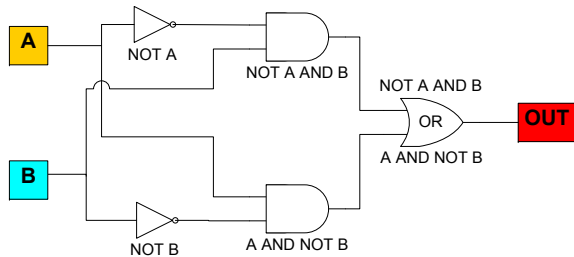 A
NOT A
NOT A AND B
NOT A AND B
OR
OUT
A AND NOT B
B
NOT B
A AND NOT B